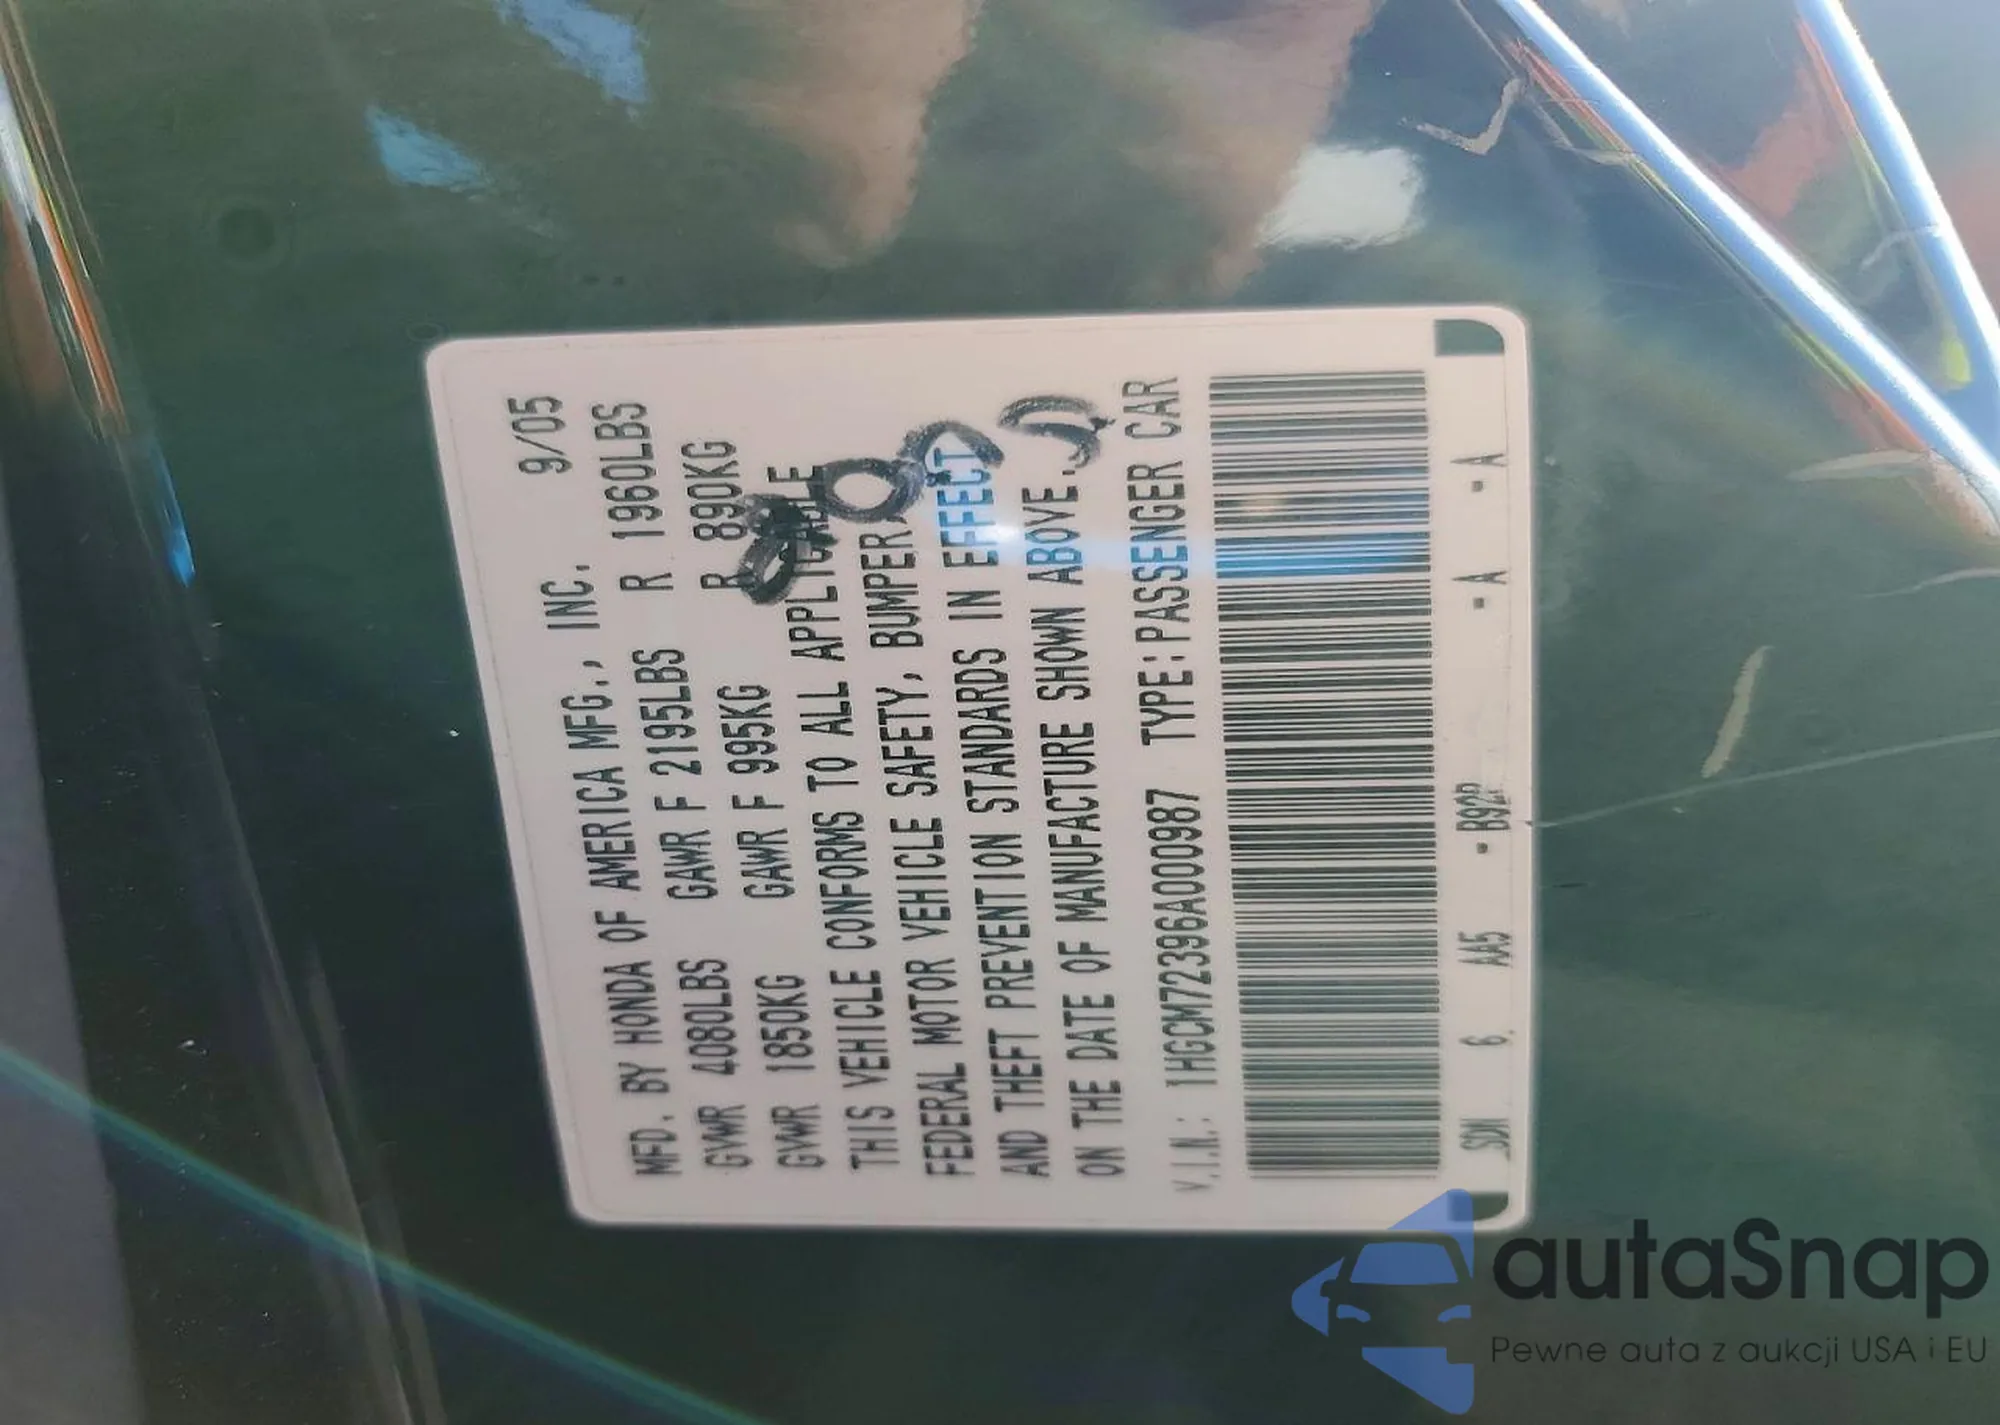 MFD. BY HONDA OF AMERICA MFG., INC. 9/05
GVWR 4080LBS GAWR F 2195LBS R 1960LBS
GVWR 1850KG GAWR F 995KG R 890KG
THIS VEHICLE CONFORMS TO ALL APPLICABLE
FEDERAL MOTOR VEHICLE SAFETY, BUMPER,
AND THEFT PREVENTION STANDARDS IN EFFECT
ON THE DATE OF MANUFACTURE SHOWN ABOVE.
V.I.N.: 1HGCM72396A000987 TYPE:PASSENGER CAR
SDN 6 AA5 -B92P -A -A
autaSnap
Pewne auta z aukcji USA i EU